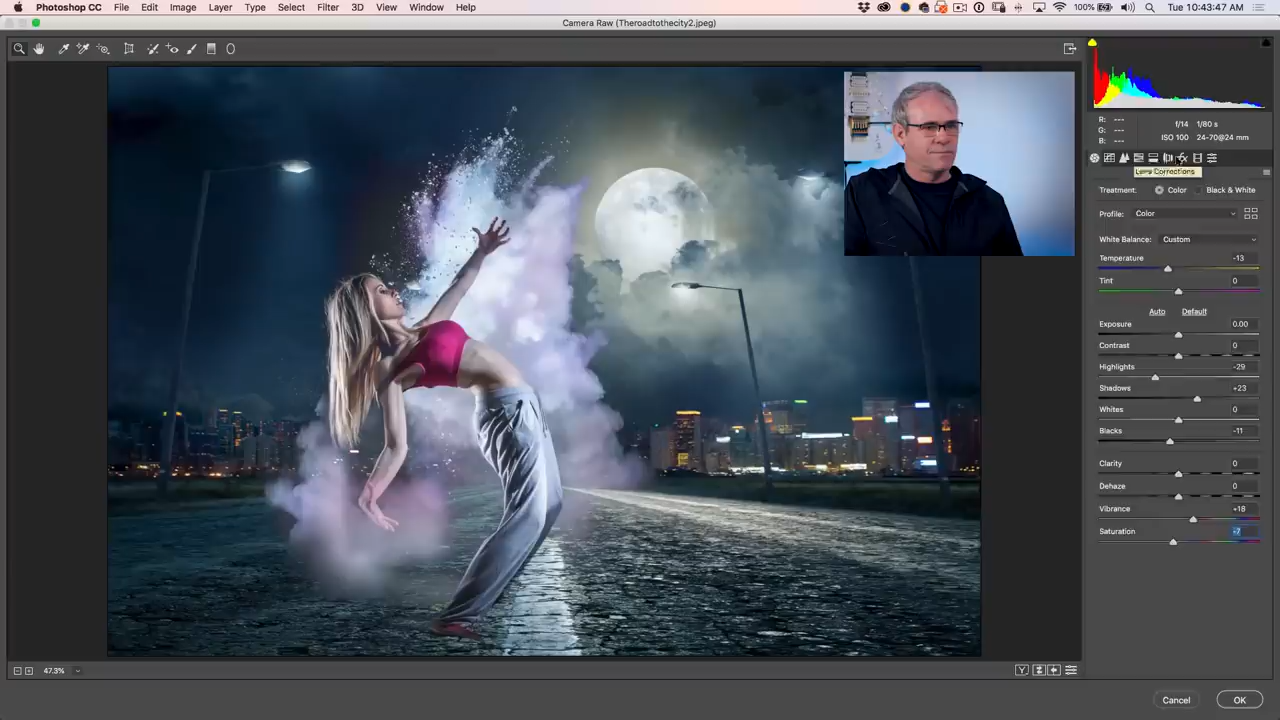 Photoshop CC File Edit Image Layer Type Select Filter 3D View Window Help 100% Tue 10:43:47 AM
Camera Raw (Theroadtothecity2.jpeg)
R: ---
G: ---
B: ---
f/14 1/80 s
ISO 100 24-70@24 mm
Lens Corrections
Treatment: Color Black & White
Profile: Color
White Balance: Custom
Temperature -13
Tint 0
Auto Default
Exposure 0.00
Contrast 0
Highlights -29
Shadows +23
Whites 0
Blacks -11
Clarity 0
Dehaze 0
Vibrance +18
Saturation -7
47.3%
Y
Cancel OK